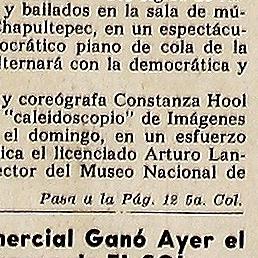 y bailados en la sala de mú-
Chapultepec, en un espectácu-
ocrático piano de cola de la
lternará con la democrática y
y coreógrafa Constanza Hool
"caleidoscopio" de Imágenes
el domingo, en un esfuerzo
ica el licenciado Arturo Lan-
ector del Museo Nacional de
Pasa a la Pág. 12 5a. Col.
mercial Ganó Ayer el